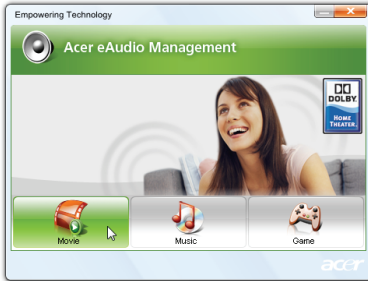 Empowering Technology
Acer eAudio Management
DOLBY
HOME
THEATER
Movie
Music
Game
acer